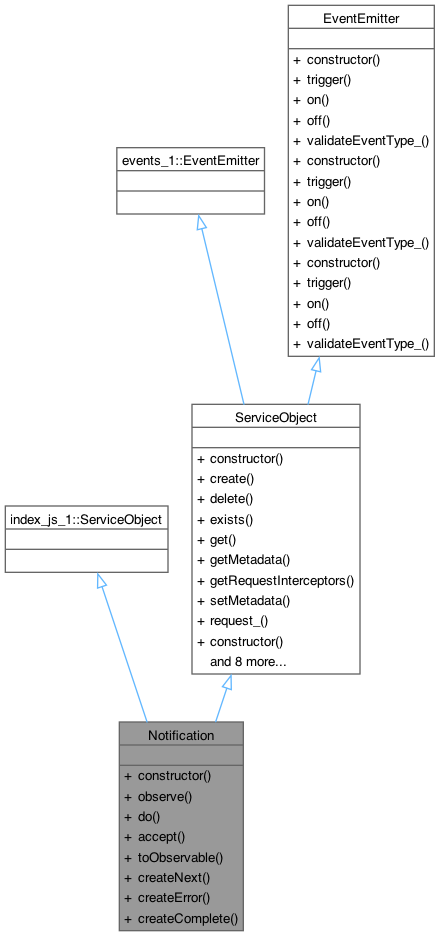 EventEmitter
+ constructor()
+ trigger()
+ on()
+ off()
+ validateEventType_()
+ constructor()
+ trigger()
+ on()
+ off()
+ validateEventType_()
+ constructor()
+ trigger()
+ on()
+ off()
+ validateEventType_()
events_1::EventEmitter
ServiceObject
+ constructor()
+ create()
+ delete()
+ exists()
+ get()
+ getMetadata()
+ getRequestInterceptors()
+ setMetadata()
+ request_()
+ constructor()
and 8 more...
index_js_1::ServiceObject
Notification
+ constructor()
+ observe()
+ do()
+ accept()
+ toObservable()
+ createNext()
+ createError()
+ createComplete()